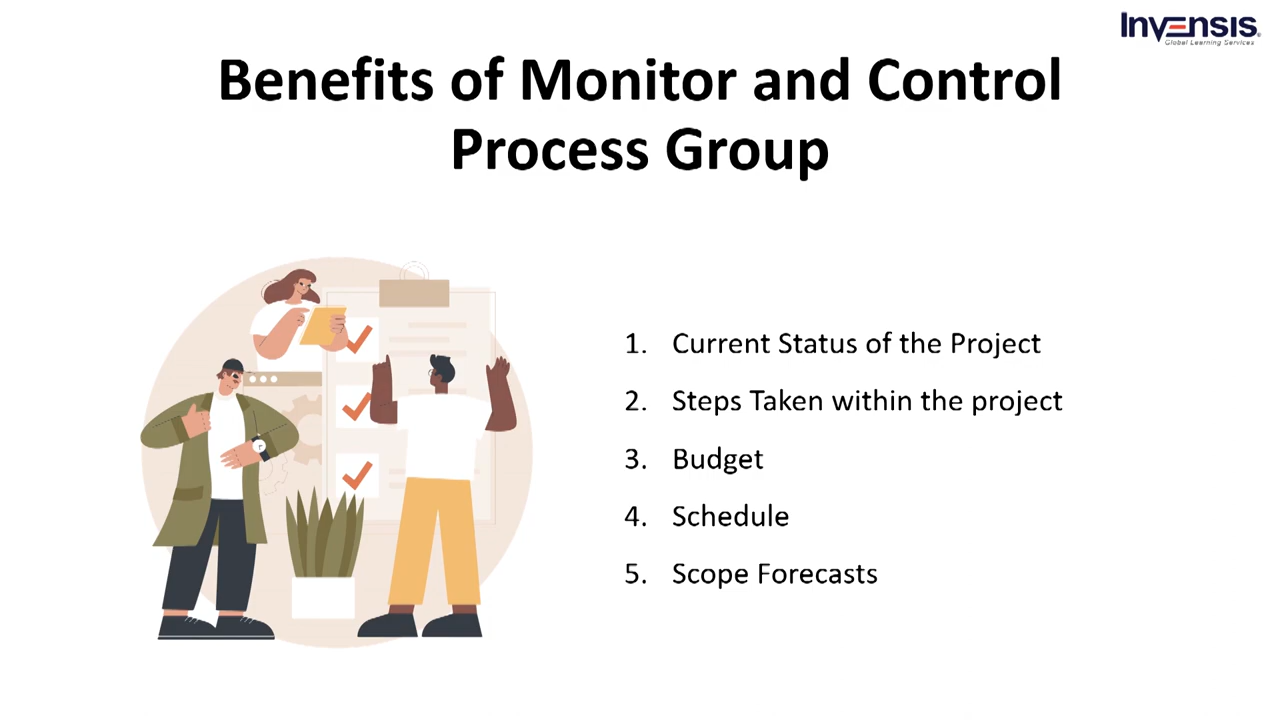 Invensis
Global Learning Services
Benefits of Monitor and Control
Process Group
1. Current Status of the Project
2. Steps Taken within the project
3. Budget
4. Schedule
5. Scope Forecasts